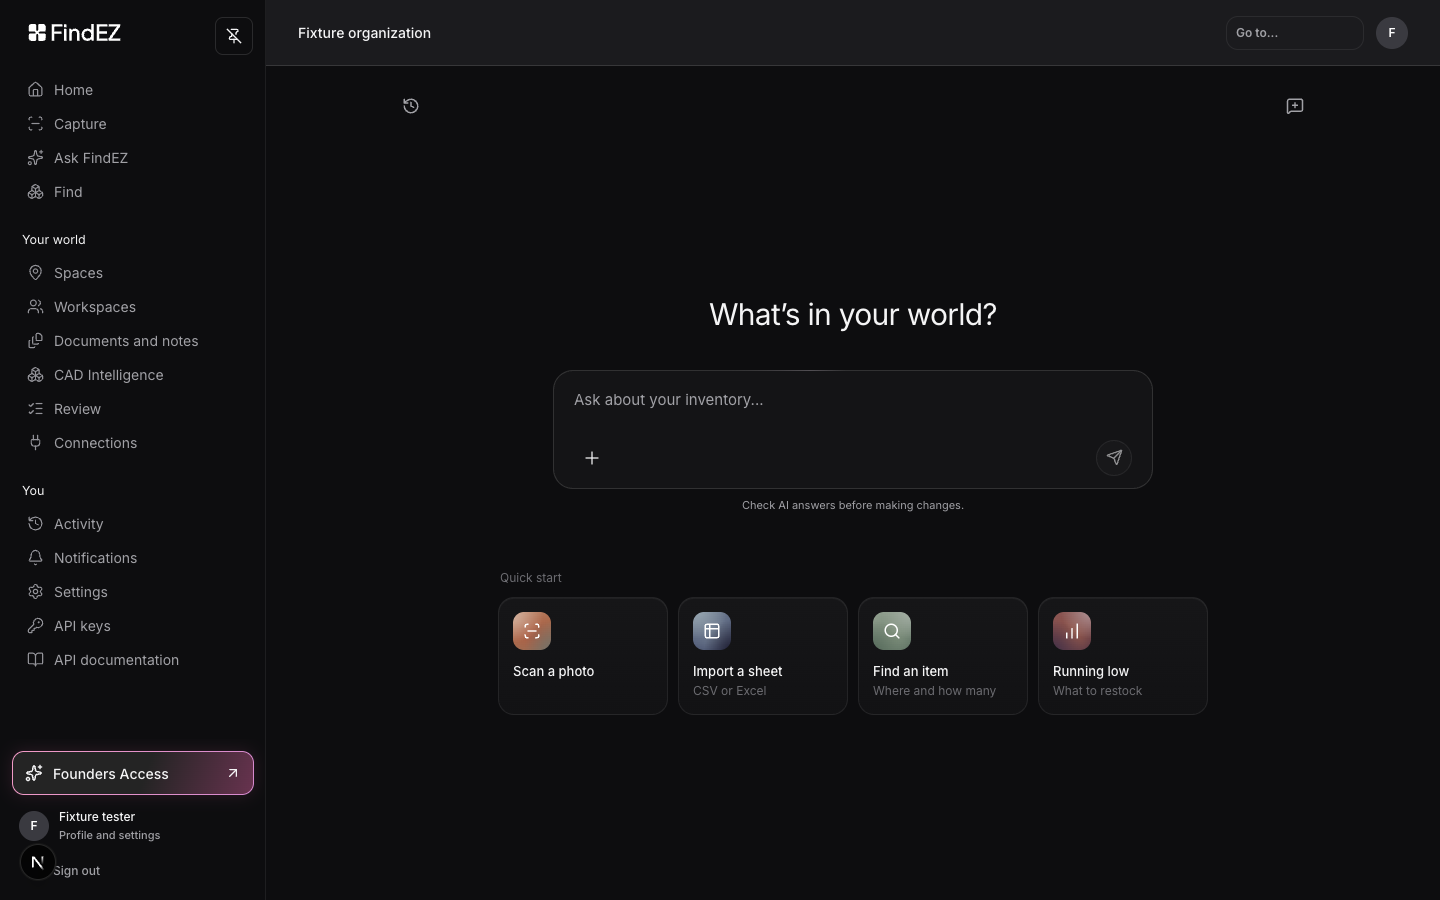 FindEZ
Home
Capture
Ask FindEZ
Find
Your world
Spaces
Workspaces
Documents and notes
CAD Intelligence
Review
Connections
You
Activity
Notifications
Settings
API keys
API documentation
Founders Access
F
Fixture tester
Profile and settings
N
Sign out
Fixture organization
Go to...
F
What’s in your world?
Ask about your inventory...
Check AI answers before making changes.
Quick start
Scan a photo
Import a sheet
CSV or Excel
Find an item
Where and how many
Running low
What to restock